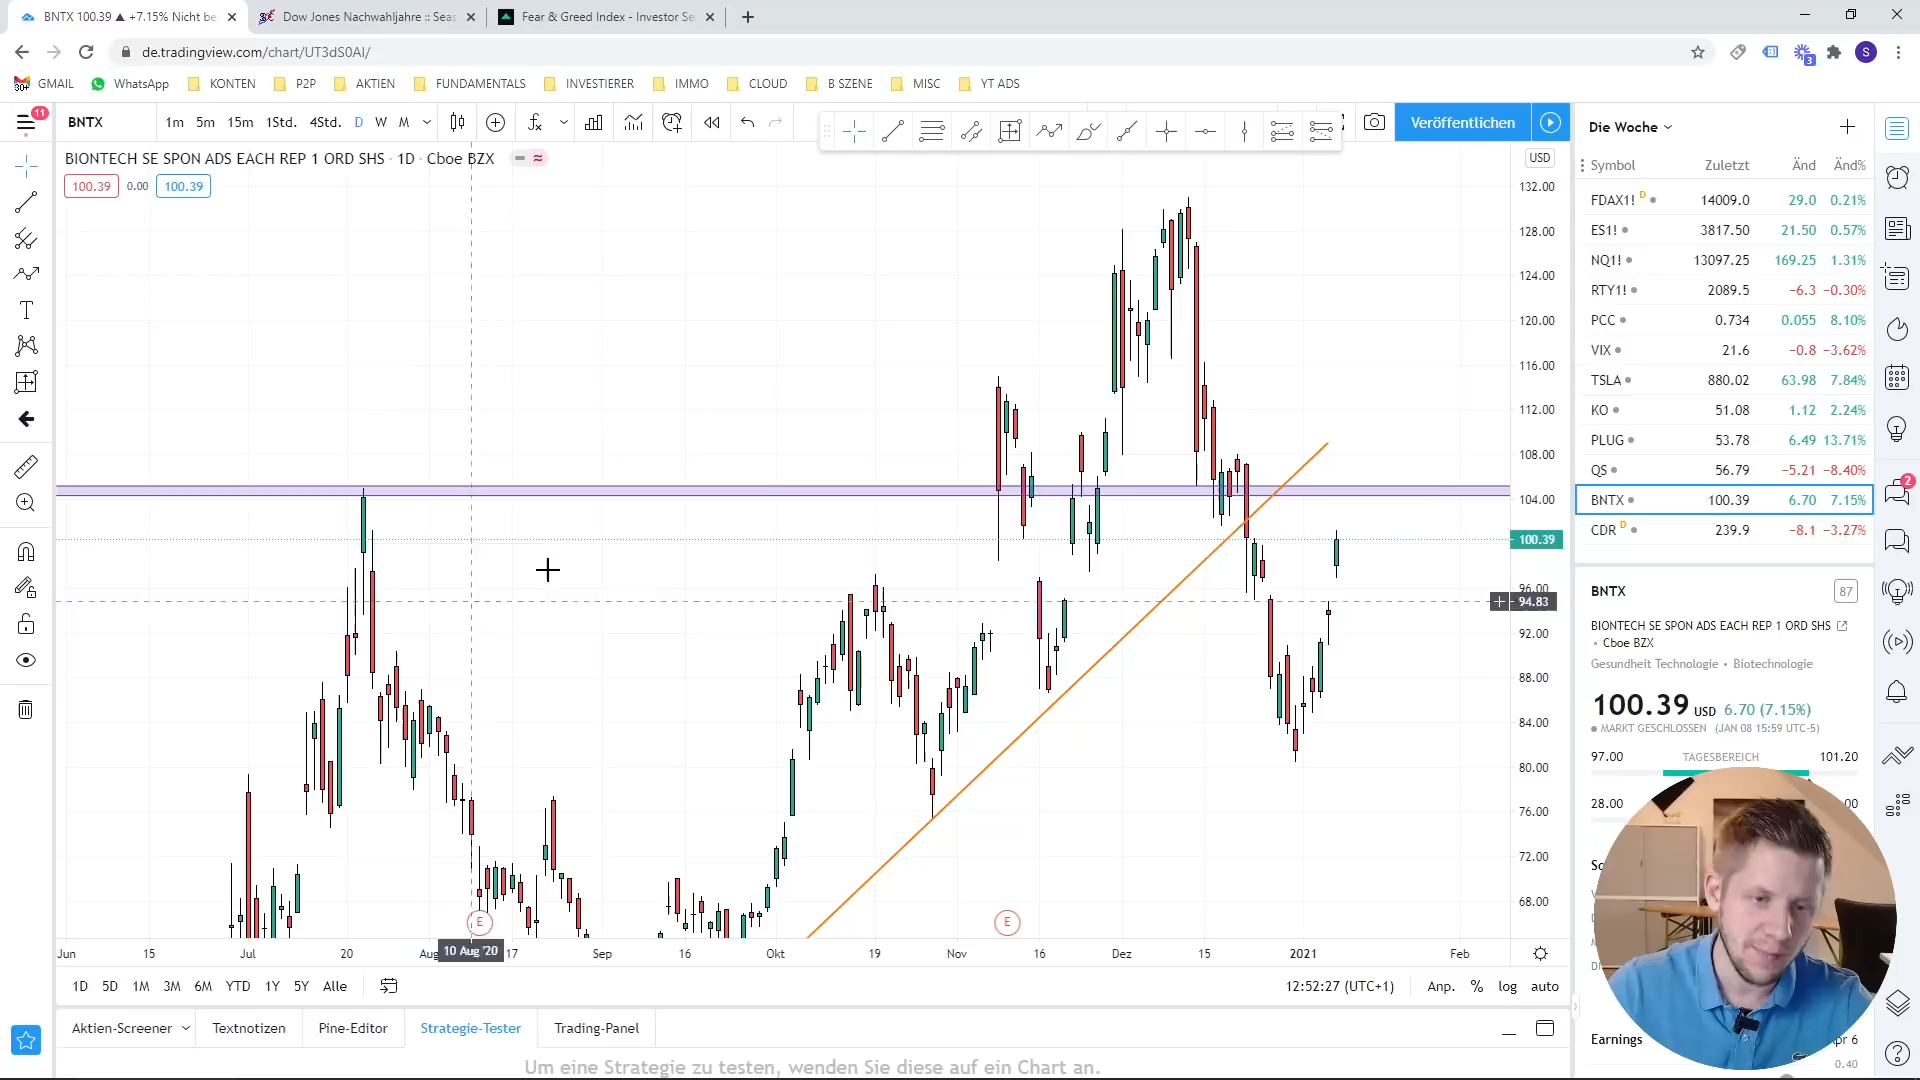 BNTX 100.39 ▲ +7.15% Nicht be
Dow Jones Nachwahljahre :: Seas
Fear & Greed Index - Investor Se
de.tradingview.com/chart/UT3dS0AI/
S
3
GMAIL
WhatsApp
KONTEN
P2P
AKTIEN
FUNDAMENTALS
INVESTIERER
IMMO
CLOUD
B SZENE
MISC
YT ADS
11
BNTX
1m 5m 15m 1Std. 4Std. D W M
Veröffentlichen
BIONTECH SE SPON ADS EACH REP 1 ORD SHS · 1D · Cboe BZX
100.39 0.00 100.39
USD
132.00
128.00
124.00
120.00
116.00
112.00
108.00
104.00
100.39
96.00
94.83
92.00
88.00
84.00
80.00
76.00
72.00
68.00
E
E
Jun 15 Jul 20 Aug 10 Aug '20 17 Sep 16 Okt 19 Nov 16 Dez 15 2021 Feb
1D 5D 1M 3M 6M YTD 1Y 5Y Alle
12:52:27 (UTC+1) Anp. % log auto
Aktien-Screener Textnotizen Pine-Editor Strategie-Tester Trading-Panel
Um eine Strategie zu testen, wenden Sie diese auf ein Chart an.
Die Woche
Symbol Zuletzt Änd Änd%
FDAX1! D 14009.0 29.0 0.21%
ES1! 3817.50 21.50 0.57%
NQ1! 13097.25 169.25 1.31%
RTY1! 2089.5 −6.3 −0.30%
PCC 0.734 0.055 8.10%
VIX 21.6 −0.8 −3.62%
TSLA 880.02 63.98 7.84%
KO 51.08 1.12 2.24%
PLUG 53.78 6.49 13.71%
QS 56.79 −5.21 −8.40%
BNTX 100.39 6.70 7.15%
CDR D 239.9 −8.1 −3.27%
2
BNTX 87
BIONTECH SE SPON ADS EACH REP 1 ORD SHS
• Cboe BZX
Gesundheit Technologie • Biotechnologie
100.39 USD 6.70 (7.15%)
MARKT GESCHLOSSEN (JAN 08 15:59 UTC-5)
97.00 TAGESBEREICH 101.20
28.00
Earnings
0.40